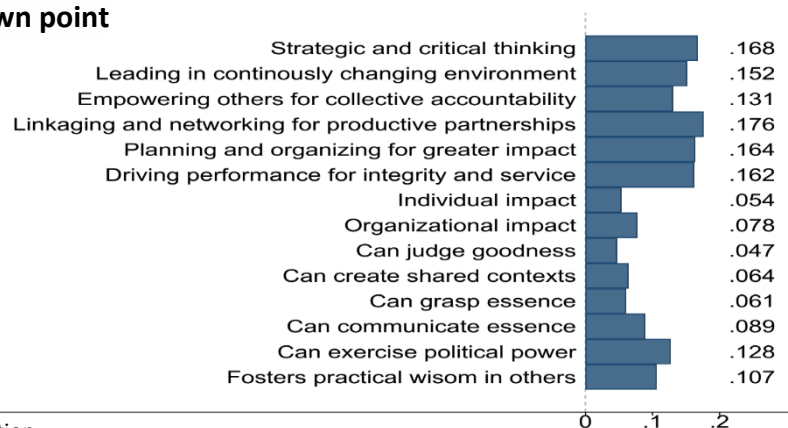 wn point
Strategic and critical thinking .168
Leading in continously changing environment .152
Empowering others for collective accountability .131
Linkaging and networking for productive partnerships .176
Planning and organizing for greater impact .164
Driving performance for integrity and service .162
Individual impact .054
Organizational impact .078
Can judge goodness .047
Can create shared contexts .064
Can grasp essence .061
Can communicate essence .089
Can exercise political power .128
Fosters practical wisom in others .107
0 .1 .2